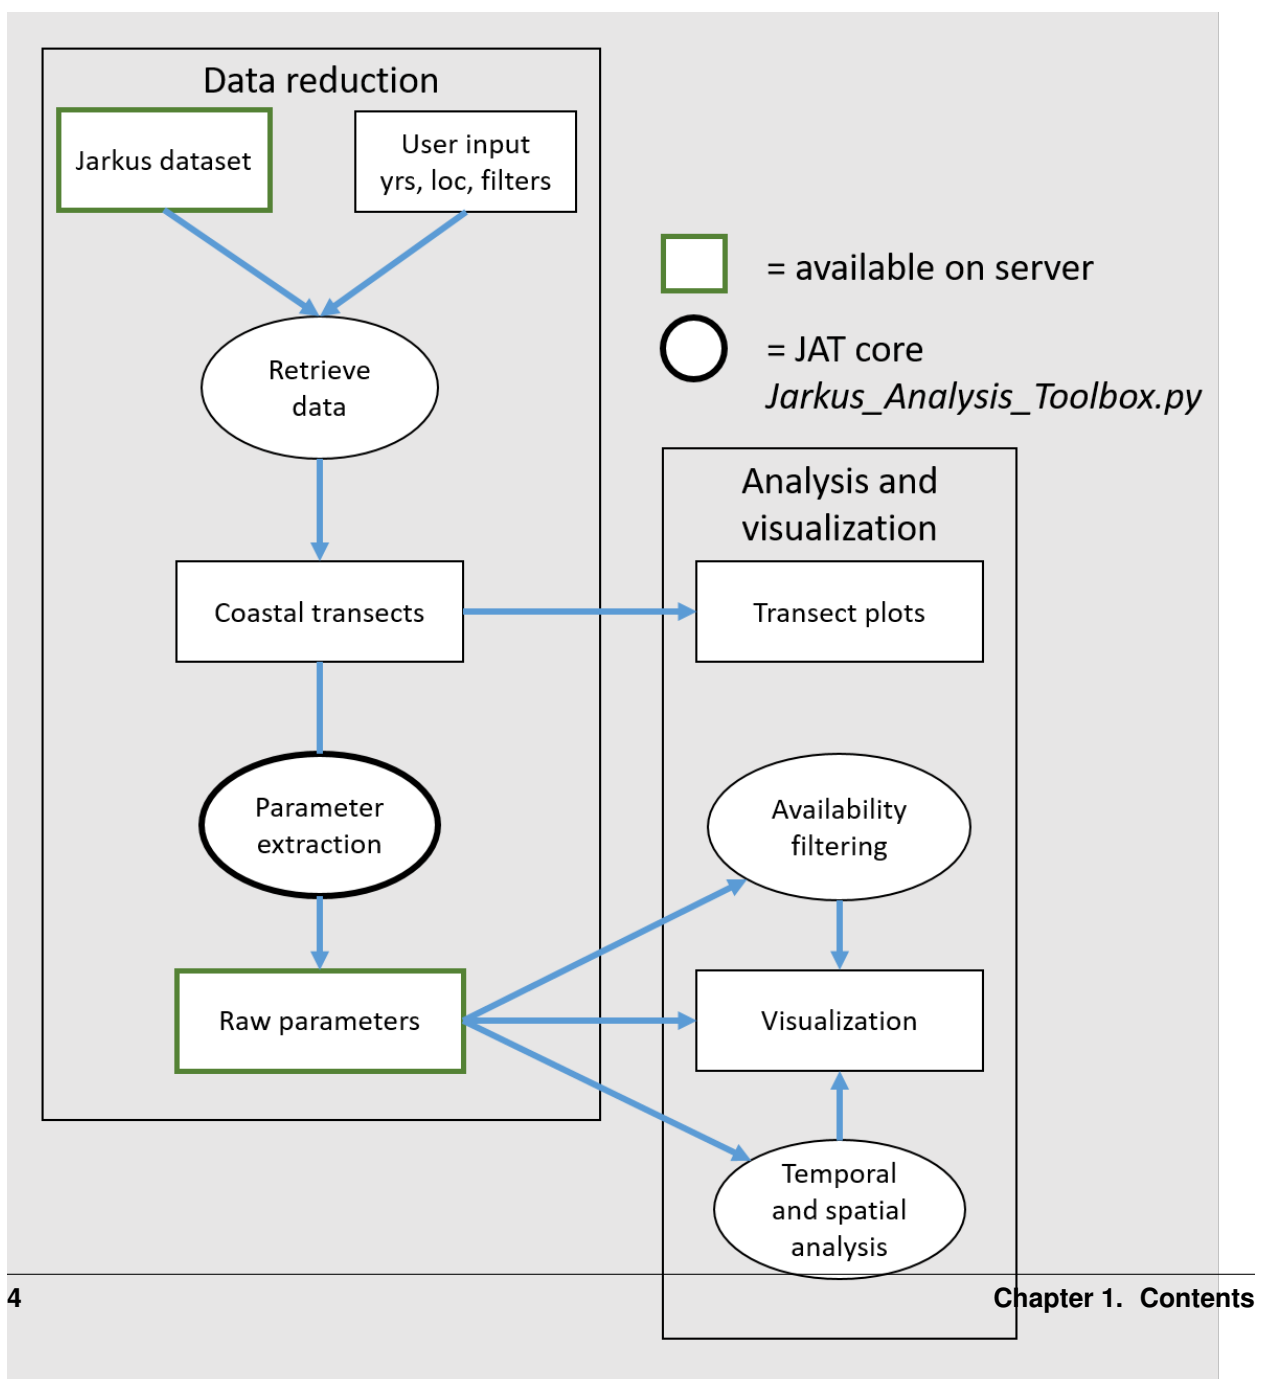 Data reduction
Jarkus dataset
User input
yrs, loc, filters
= available on server
= JAT core
Jarkus_Analysis_Toolbox.py
Retrieve
data
Analysis and
visualization
Coastal transects
Transect plots
Parameter
extraction
Availability
filtering
Raw parameters
Visualization
Temporal
and spatial
analysis
4
Chapter 1. Contents